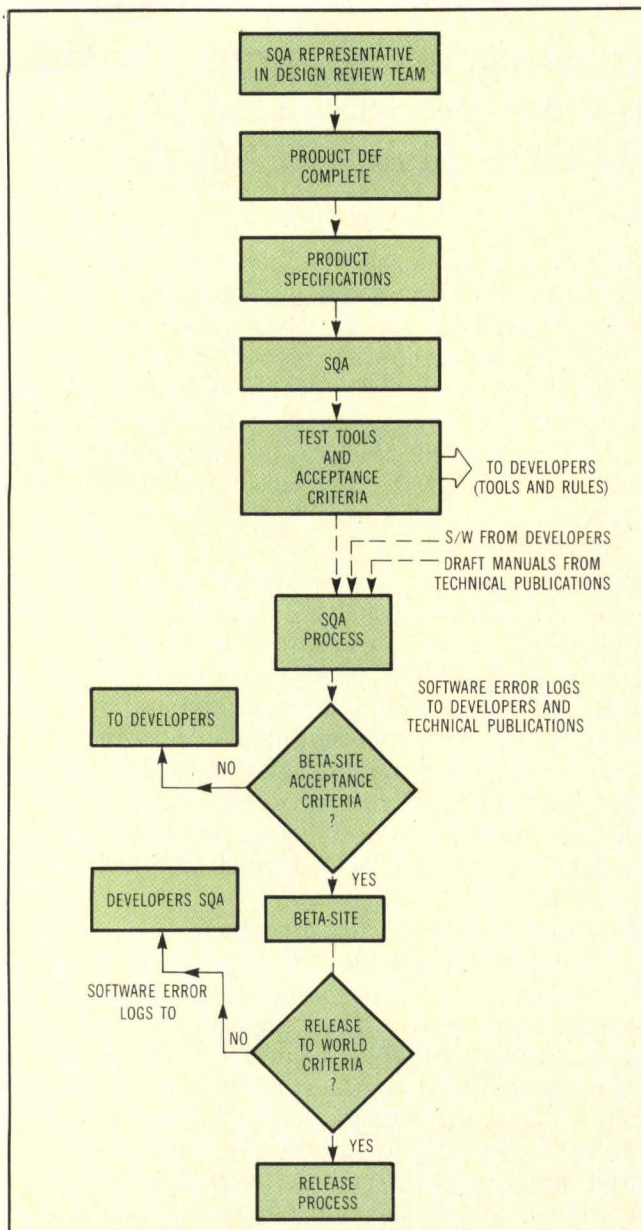 SQA REPRESENTATIVE
IN DESIGN REVIEW TEAM
PRODUCT DEF
COMPLETE
PRODUCT
SPECIFICATIONS
SQA
TEST TOOLS
AND
ACCEPTANCE
CRITERIA
TO DEVELOPERS
(TOOLS AND RULES)
S/W FROM DEVELOPERS
DRAFT MANUALS FROM
TECHNICAL PUBLICATIONS
SQA
PROCESS
SOFTWARE ERROR LOGS
TO DEVELOPERS AND
TECHNICAL PUBLICATIONS
TO DEVELOPERS
NO
BETA-SITE
ACCEPTANCE
CRITERIA
?
YES
DEVELOPERS SQA
BETA-SITE
SOFTWARE ERROR
LOGS TO
NO
RELEASE
TO WORLD
CRITERIA
?
YES
RELEASE
PROCESS